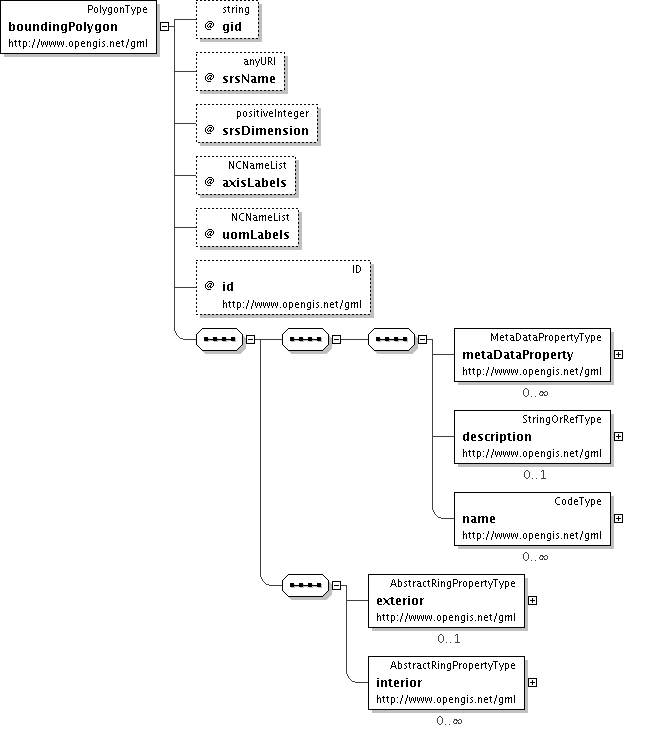 PolygonType
boundingPolygon
http://www.opengis.net/gml
string
@ gid
anyURI
@ srsName
positiveInteger
@ srsDimension
NCNameList
@ axisLabels
NCNameList
@ uomLabels
ID
@ id
http://www.opengis.net/gml
MetaDataPropertyType
metaDataProperty
http://www.opengis.net/gml
0..∞
StringOrRefType
description
http://www.opengis.net/gml
0..1
CodeType
name
http://www.opengis.net/gml
0..∞
AbstractRingPropertyType
exterior
http://www.opengis.net/gml
0..1
AbstractRingPropertyType
interior
http://www.opengis.net/gml
0..∞